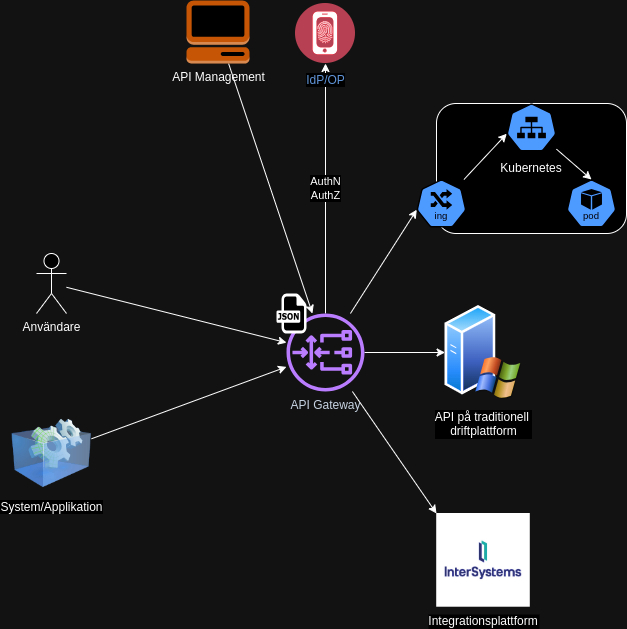 API Management
IdP/OP
AuthN
AuthZ
Kubernetes
ing
pod
Användare
JSON
API Gateway
API på traditionell
driftplattform
System/Applikation
InterSystems
Integrationsplattform